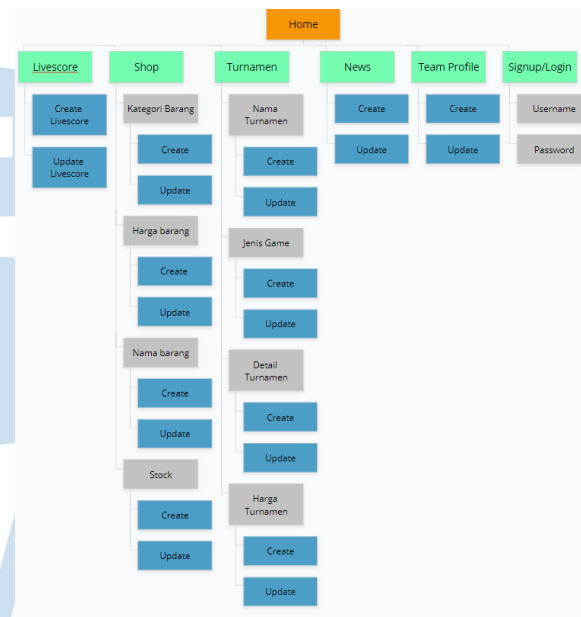 Home
Livescore
Create
Livescore
Update
Livescore
Shop
Kategori Barang
Create
Update
Harga barang
Create
Update
Nama barang
Create
Update
Stock
Create
Update
Turnamen
Nama
Turnamen
Create
Update
Jenis Game
Create
Update
Detail
Turnamen
Create
Update
Harga
Turnamen
Create
Update
News
Create
Update
Team Profile
Create
Update
Signup/Login
Username
Password